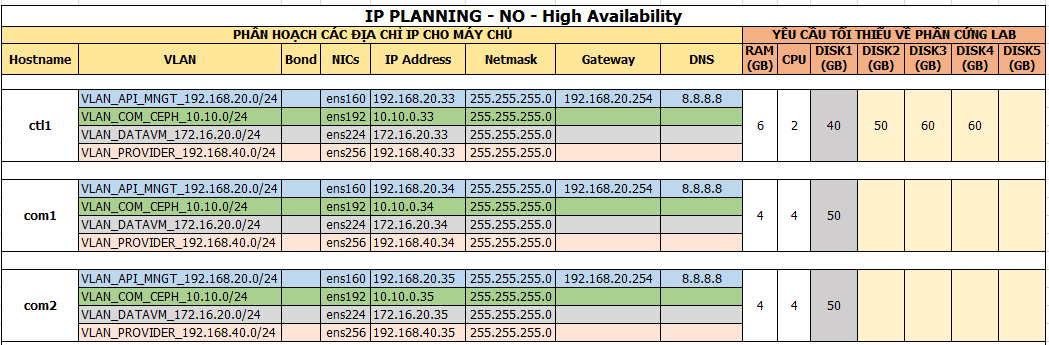 IP PLANNING - NO - High Availability
PHÂN HOẠCH CÁC ĐỊA CHỈ IP CHO MÁY CHỦ YÊU CẦU TỐI THIỂU VỀ PHẦN CỨNG LAB
Hostname VLAN Bond NICs IP Address Netmask Gateway DNS RAM (GB) CPU DISK1 (GB) DISK2 (GB) DISK3 (GB) DISK4 (GB) DISK5 (GB)
ctl1 6 2 40 50 60 60
VLAN_API_MNGT_192.168.20.0/24 ens160 192.168.20.33 255.255.255.0 192.168.20.254 8.8.8.8
VLAN_COM_CEPH_10.10.0/24 ens192 10.10.0.33 255.255.255.0
VLAN_DATAVM_172.16.20.0/24 ens224 172.16.20.33 255.255.255.0
VLAN_PROVIDER_192.168.40.0/24 ens256 192.168.40.33 255.255.255.0
com1 4 4 50
VLAN_API_MNGT_192.168.20.0/24 ens160 192.168.20.34 255.255.255.0 192.168.20.254 8.8.8.8
VLAN_COM_CEPH_10.10.0/24 ens192 10.10.0.34 255.255.255.0
VLAN_DATAVM_172.16.20.0/24 ens224 172.16.20.34 255.255.255.0
VLAN_PROVIDER_192.168.40.0/24 ens256 192.168.40.34 255.255.255.0
com2 4 4 50
VLAN_API_MNGT_192.168.20.0/24 ens160 192.168.20.35 255.255.255.0 192.168.20.254 8.8.8.8
VLAN_COM_CEPH_10.10.0/24 ens192 10.10.0.35 255.255.255.0
VLAN_DATAVM_172.16.20.0/24 ens224 172.16.20.35 255.255.255.0
VLAN_PROVIDER_192.168.40.0/24 ens256 192.168.40.35 255.255.255.0